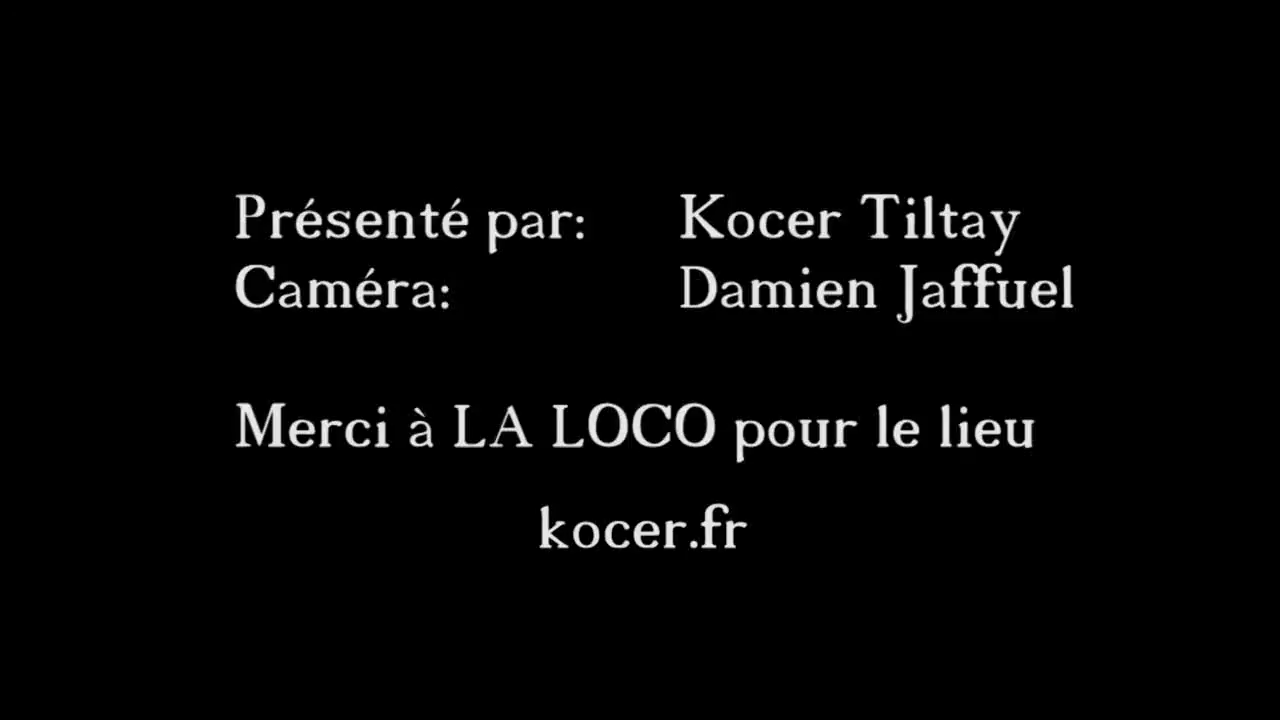 Présenté par: Kocer Tiltay
Caméra: Damien Jaffuel
Merci à LA LOCO pour le lieu
kocer.fr